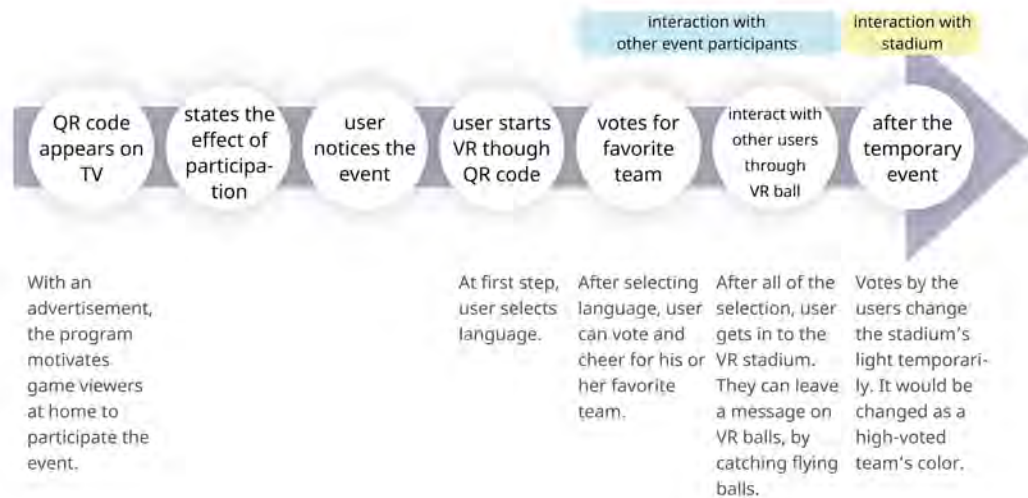 interaction with
other event participants
interaction with
stadium
QR code
appears on
TV
states the
effect of
participa-
tion
user
notices the
event
user starts
VR though
QR code
votes for
favorite
team
interact with
other users
through
VR ball
after the
temporary
event
With an
advertisement,
the program
motivates
game viewers
at home to
participate the
event.
At first step,
user selects
language.
After selecting
language, user
can vote and
cheer for his or
her favorite
team.
After all of the
selection, user
gets in to the
VR stadium.
They can leave
a message on
VR balls, by
catching flying
balls.
Votes by the
users change
the stadium's
light temporari-
ly. It would be
changed as a
high-voted
team's color.